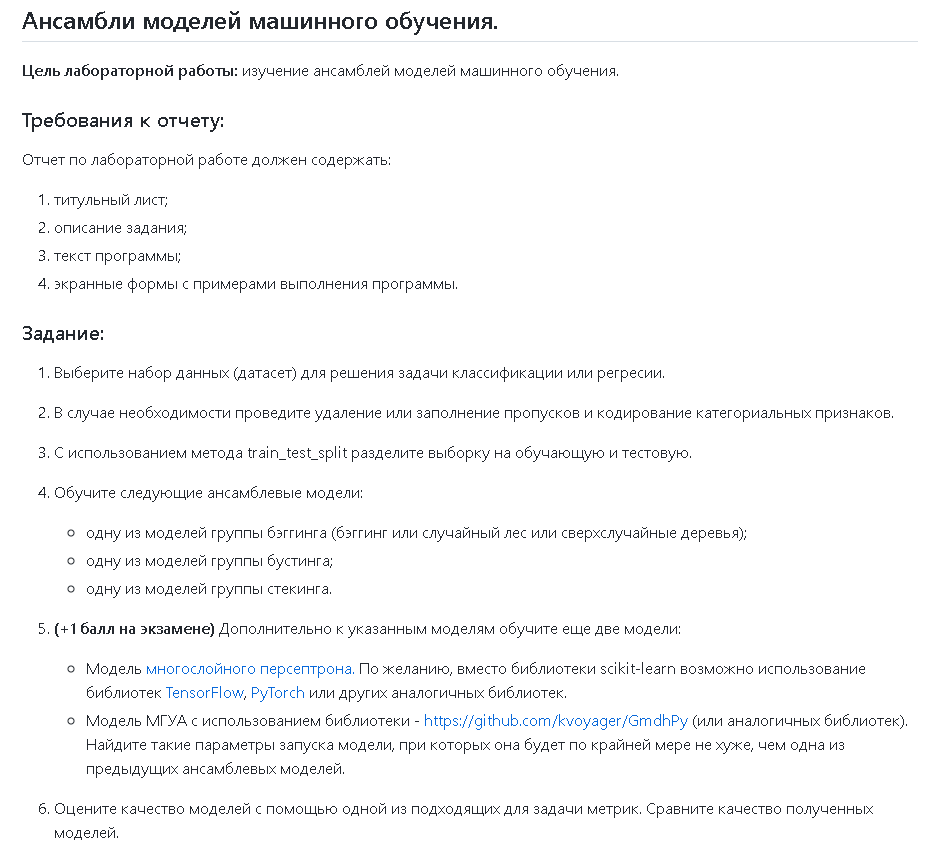 Ансамбли моделей машинного обучения.
Цель лабораторной работы: изучение ансамблей моделей машинного обучения.
Требования к отчету:
Отчет по лабораторной работе должен содержать:
1. титульный лист;
2. описание задания;
3. текст программы;
4. экранные формы с примерами выполнения программы.
Задание:
1. Выберите набор данных (датасет) для решения задачи классификации или регресии.
2. В случае необходимости проведите удаление или заполнение пропусков и кодирование категориальных признаков.
3. С использованием метода train_test_split разделите выборку на обучающую и тестовую.
4. Обучите следующие ансамблевые модели:
○ одну из моделей группы бэггинга (бэггинг или случайный лес или сверхслучайные деревья);
○ одну из моделей группы бустинга;
○ одну из моделей группы стекинга.
5. (+1 балл на экзамене) Дополнительно к указанным моделям обучите еще две модели:
○ Модель многослойного персептрона. По желанию, вместо библиотеки scikit-learn возможно использование
библиотек TensorFlow, PyTorch или других аналогичных библиотек.
○ Модель МГУА с использованием библиотеки - https://github.com/kvoyager/GmdhPy (или аналогичных библиотек).
Найдите такие параметры запуска модели, при которых она будет по крайней мере не хуже, чем одна из
предыдущих ансамблевых моделей.
6. Оцените качество моделей с помощью одной из подходящих для задачи метрик. Сравните качество полученных
моделей.